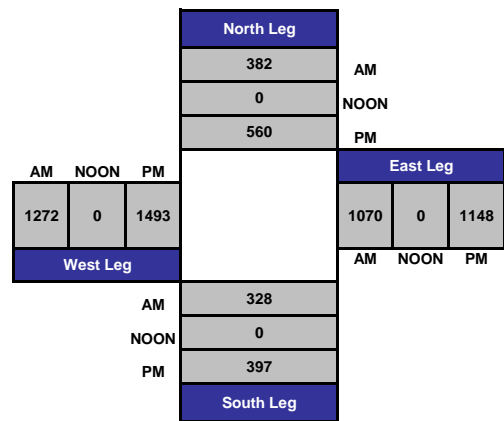 North Leg
382 AM
0 NOON
560 PM
AM NOON PM East Leg
1272 0 1493 1070 0 1148
West Leg AM NOON PM
AM 328
NOON 0
PM 397
South Leg